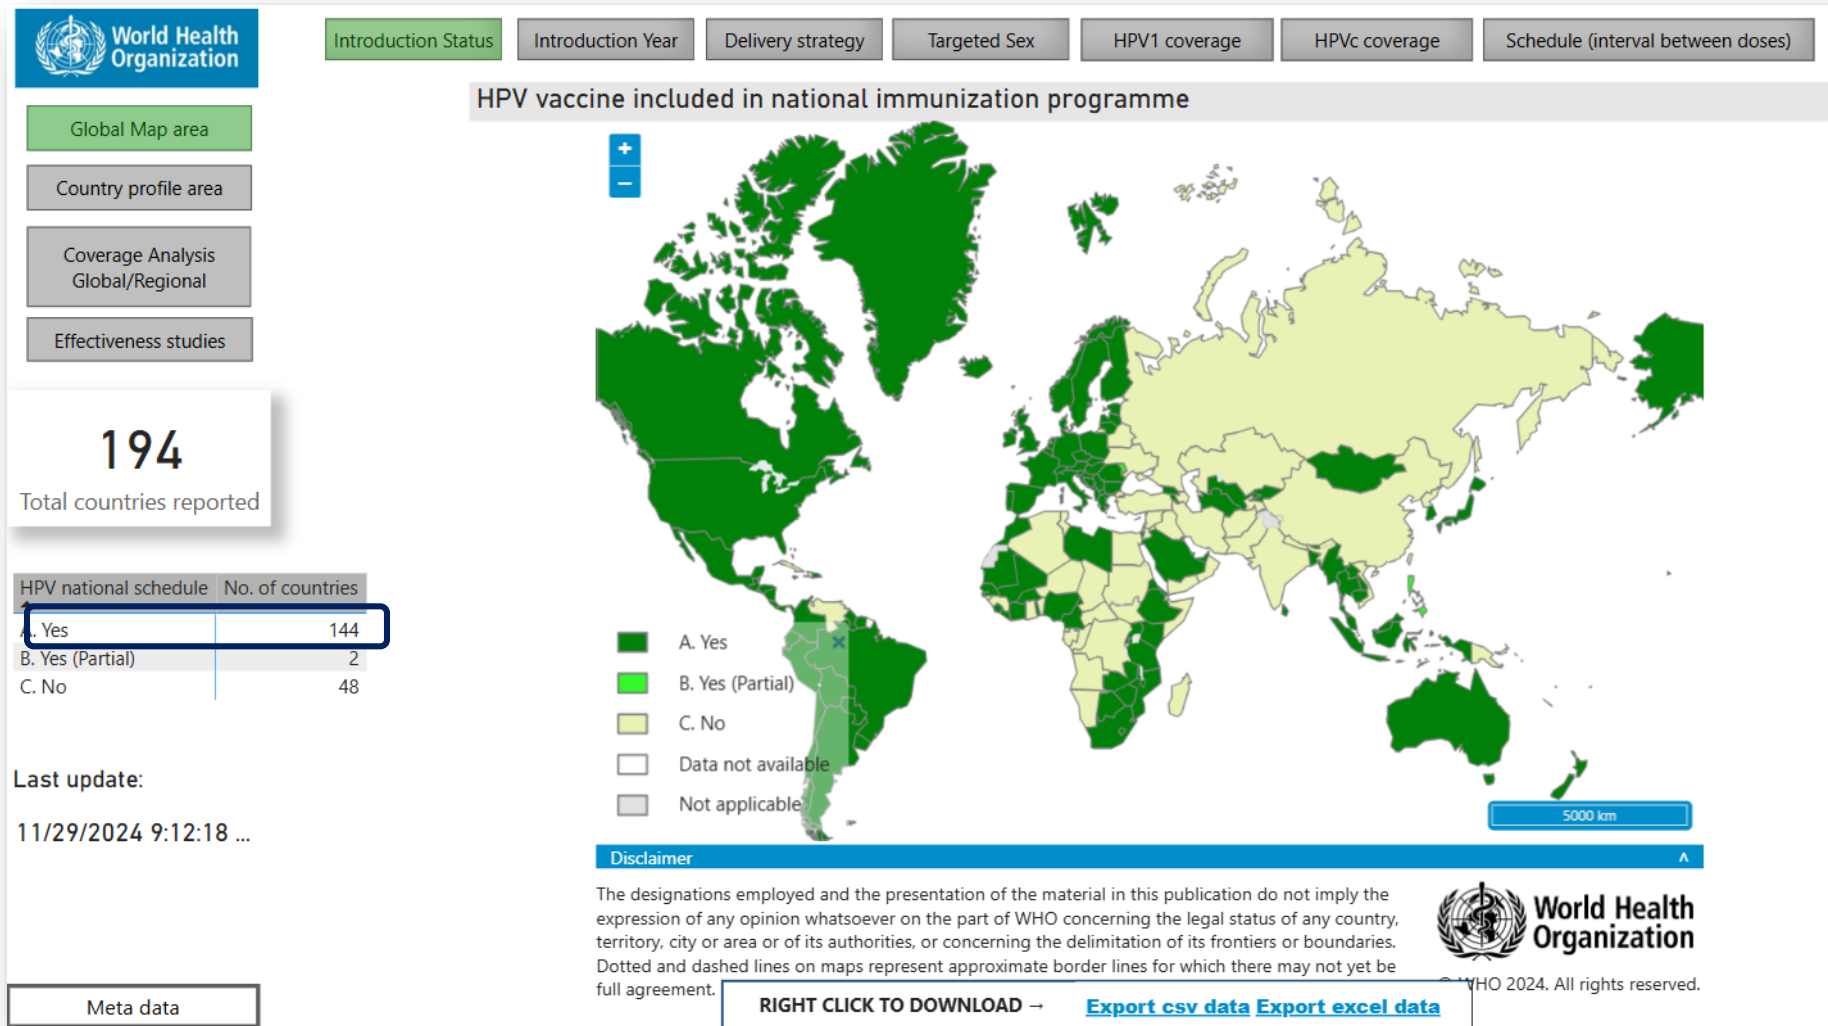 World Health
Organization
Introduction Status
Introduction Year
Delivery strategy
Targeted Sex
HPV1 coverage
HPVc coverage
Schedule (interval between doses)
HPV vaccine included in national immunization programme
Global Map area
Country profile area
Coverage Analysis
Global/Regional
Effectiveness studies
194
Total countries reported
HPV national schedule No. of countries
A. Yes 144
B. Yes (Partial) 2
C. No 48
Last update:
11/29/2024 9:12:18 ...
Meta data
+
−
A. Yes
B. Yes (Partial)
C. No
Data not available
Not applicable
5000 km
Disclaimer
The designations employed and the presentation of the material in this publication do not imply the
expression of any opinion whatsoever on the part of WHO concerning the legal status of any country,
territory, city or area or of its authorities, or concerning the delimitation of its frontiers or boundaries.
Dotted and dashed lines on maps represent approximate border lines for which there may not yet be
full agreement.
World Health
Organization
© WHO 2024. All rights reserved.
RIGHT CLICK TO DOWNLOAD → Export csv data Export excel data